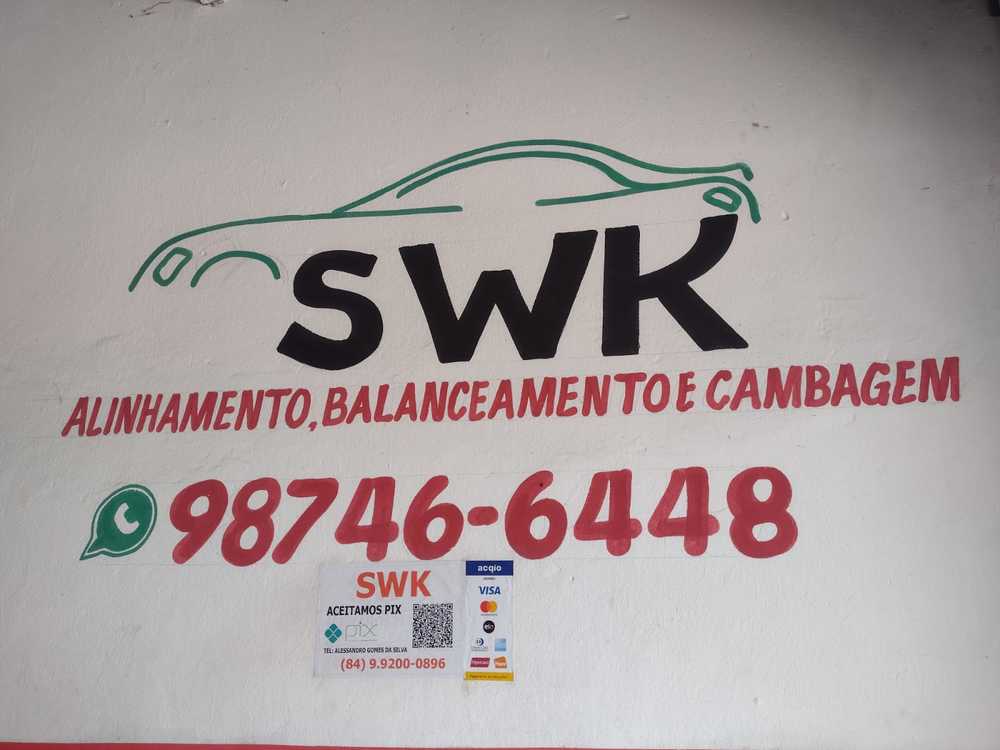 SWK
ALINHAMENTO, BALANCEAMENTO E CAMBAGEM
98746-6448
SWK
ACEITAMOS PIX
pix
TEL: ALESSANDRO GOMES DA SILVA
(84) 9.9200-0896
acqio
VISA